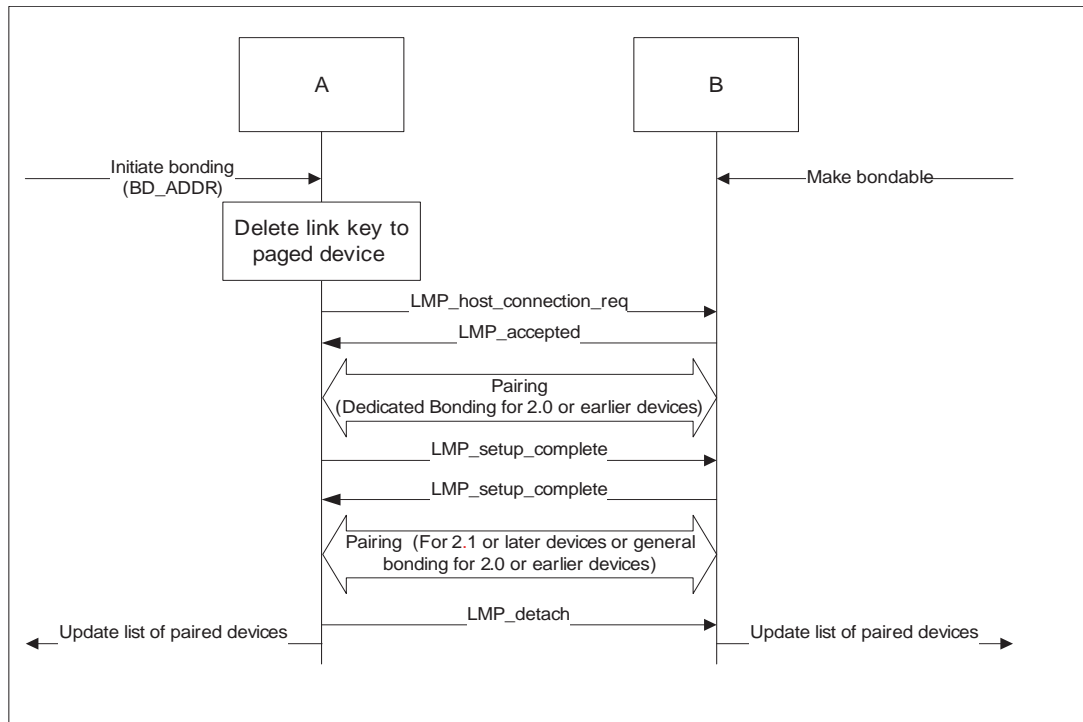 A
B
Initiate bonding
(BD_ADDR)
Make bondable
Delete link key to
paged device
LMP_host_connection_req
LMP_accepted
Pairing
(Dedicated Bonding for 2.0 or earlier devices)
LMP_setup_complete
LMP_setup_complete
Pairing (For 2.1 or later devices or general
bonding for 2.0 or earlier devices)
LMP_detach
Update list of paired devices
Update list of paired devices